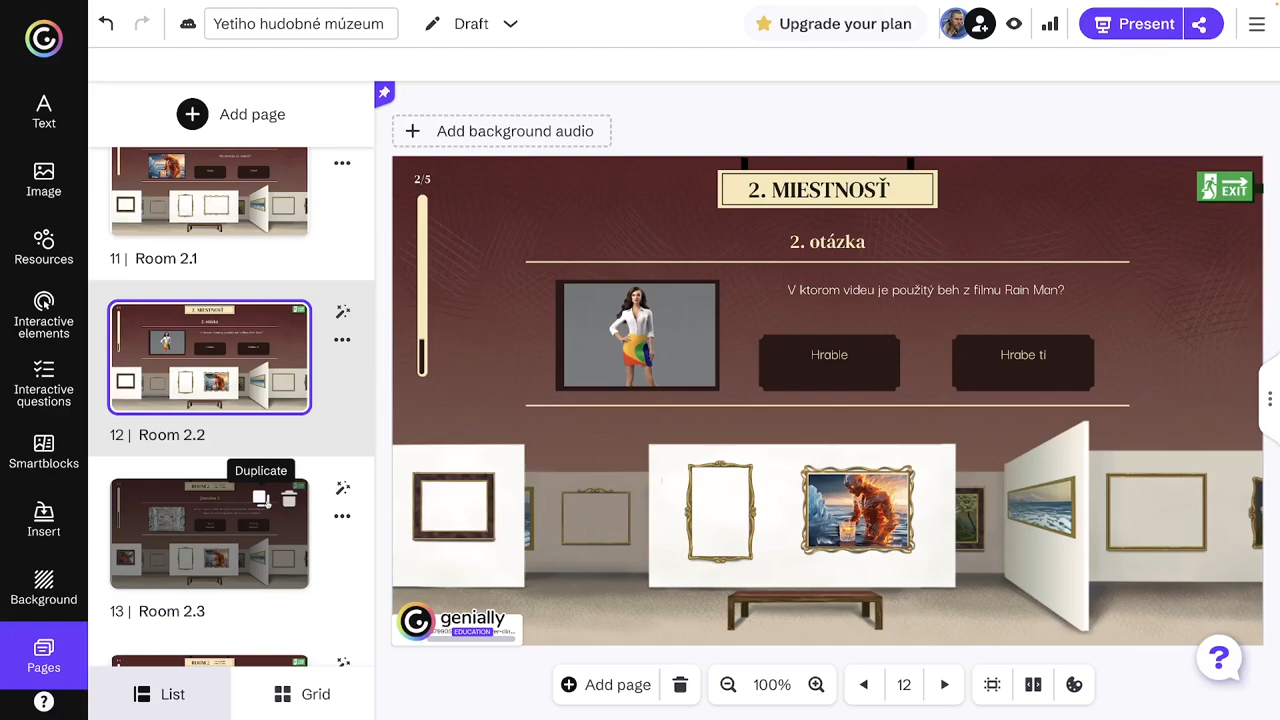 Yetiho hudobné múzeum
Draft
Upgrade your plan
Present
Text
Image
Resources
Interactive
elements
Interactive
questions
Smartblocks
Insert
Background
Pages
Add page
11 | Room 2.1
12 | Room 2.2
Duplicate
13 | Room 2.3
List
Grid
Add background audio
2/5
2. MIESTNOSŤ
EXIT
2. otázka
V ktorom videu je použitý beh z filmu Rain Man?
Hrabie
Hrabe ti
genially
EDUCATION
Add page
100%
12
?